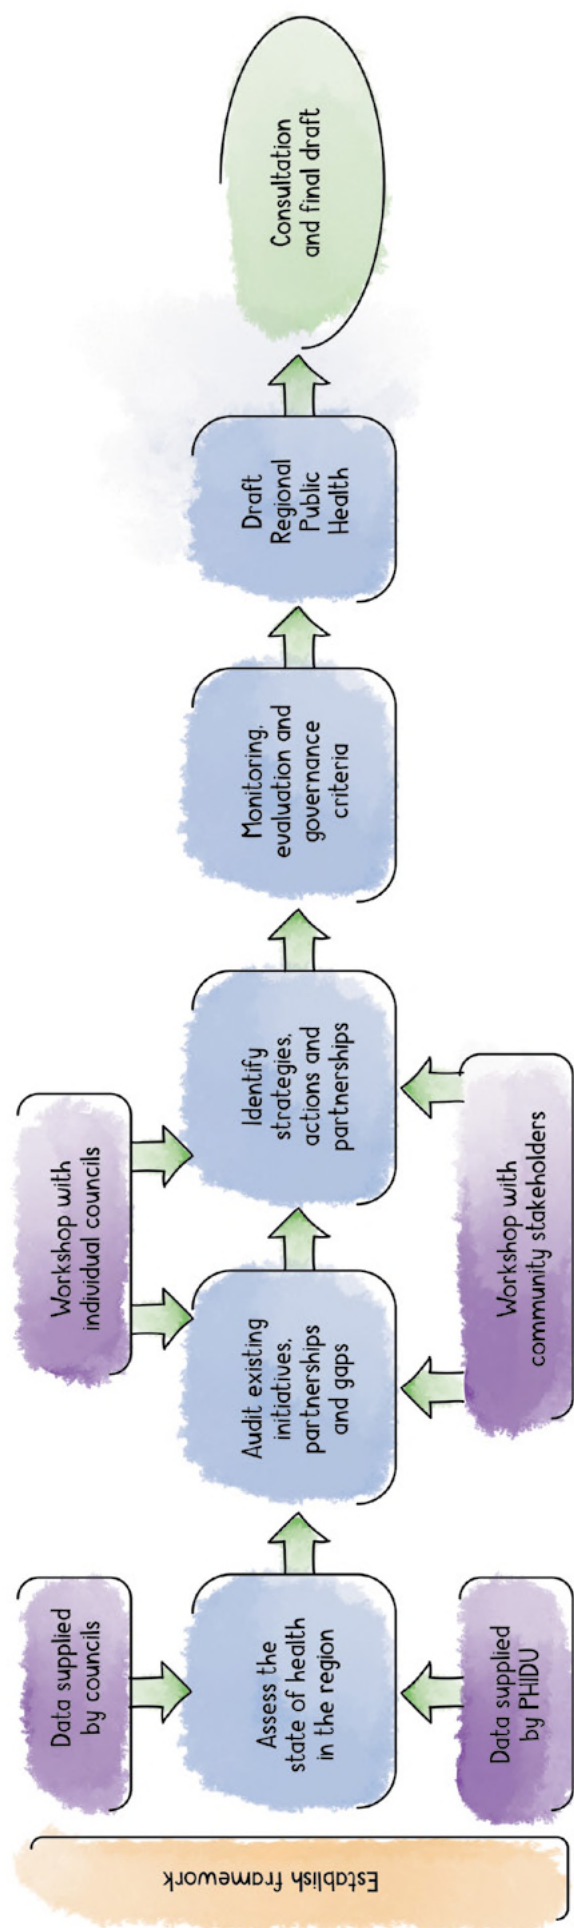 Establish framework
Data supplied
by councils
Assess the
state of health
in the region
Data supplied
by PHIDU
Workshop with
individual councils
Audit existing
initiatives,
partnerships
and gaps
Identify
strategies,
actions and
partnerships
Workshop with
community stakeholders
Monitoring,
evaluation and
governance
criteria
Draft
Regional
Public
Health
Consultation
and final draft